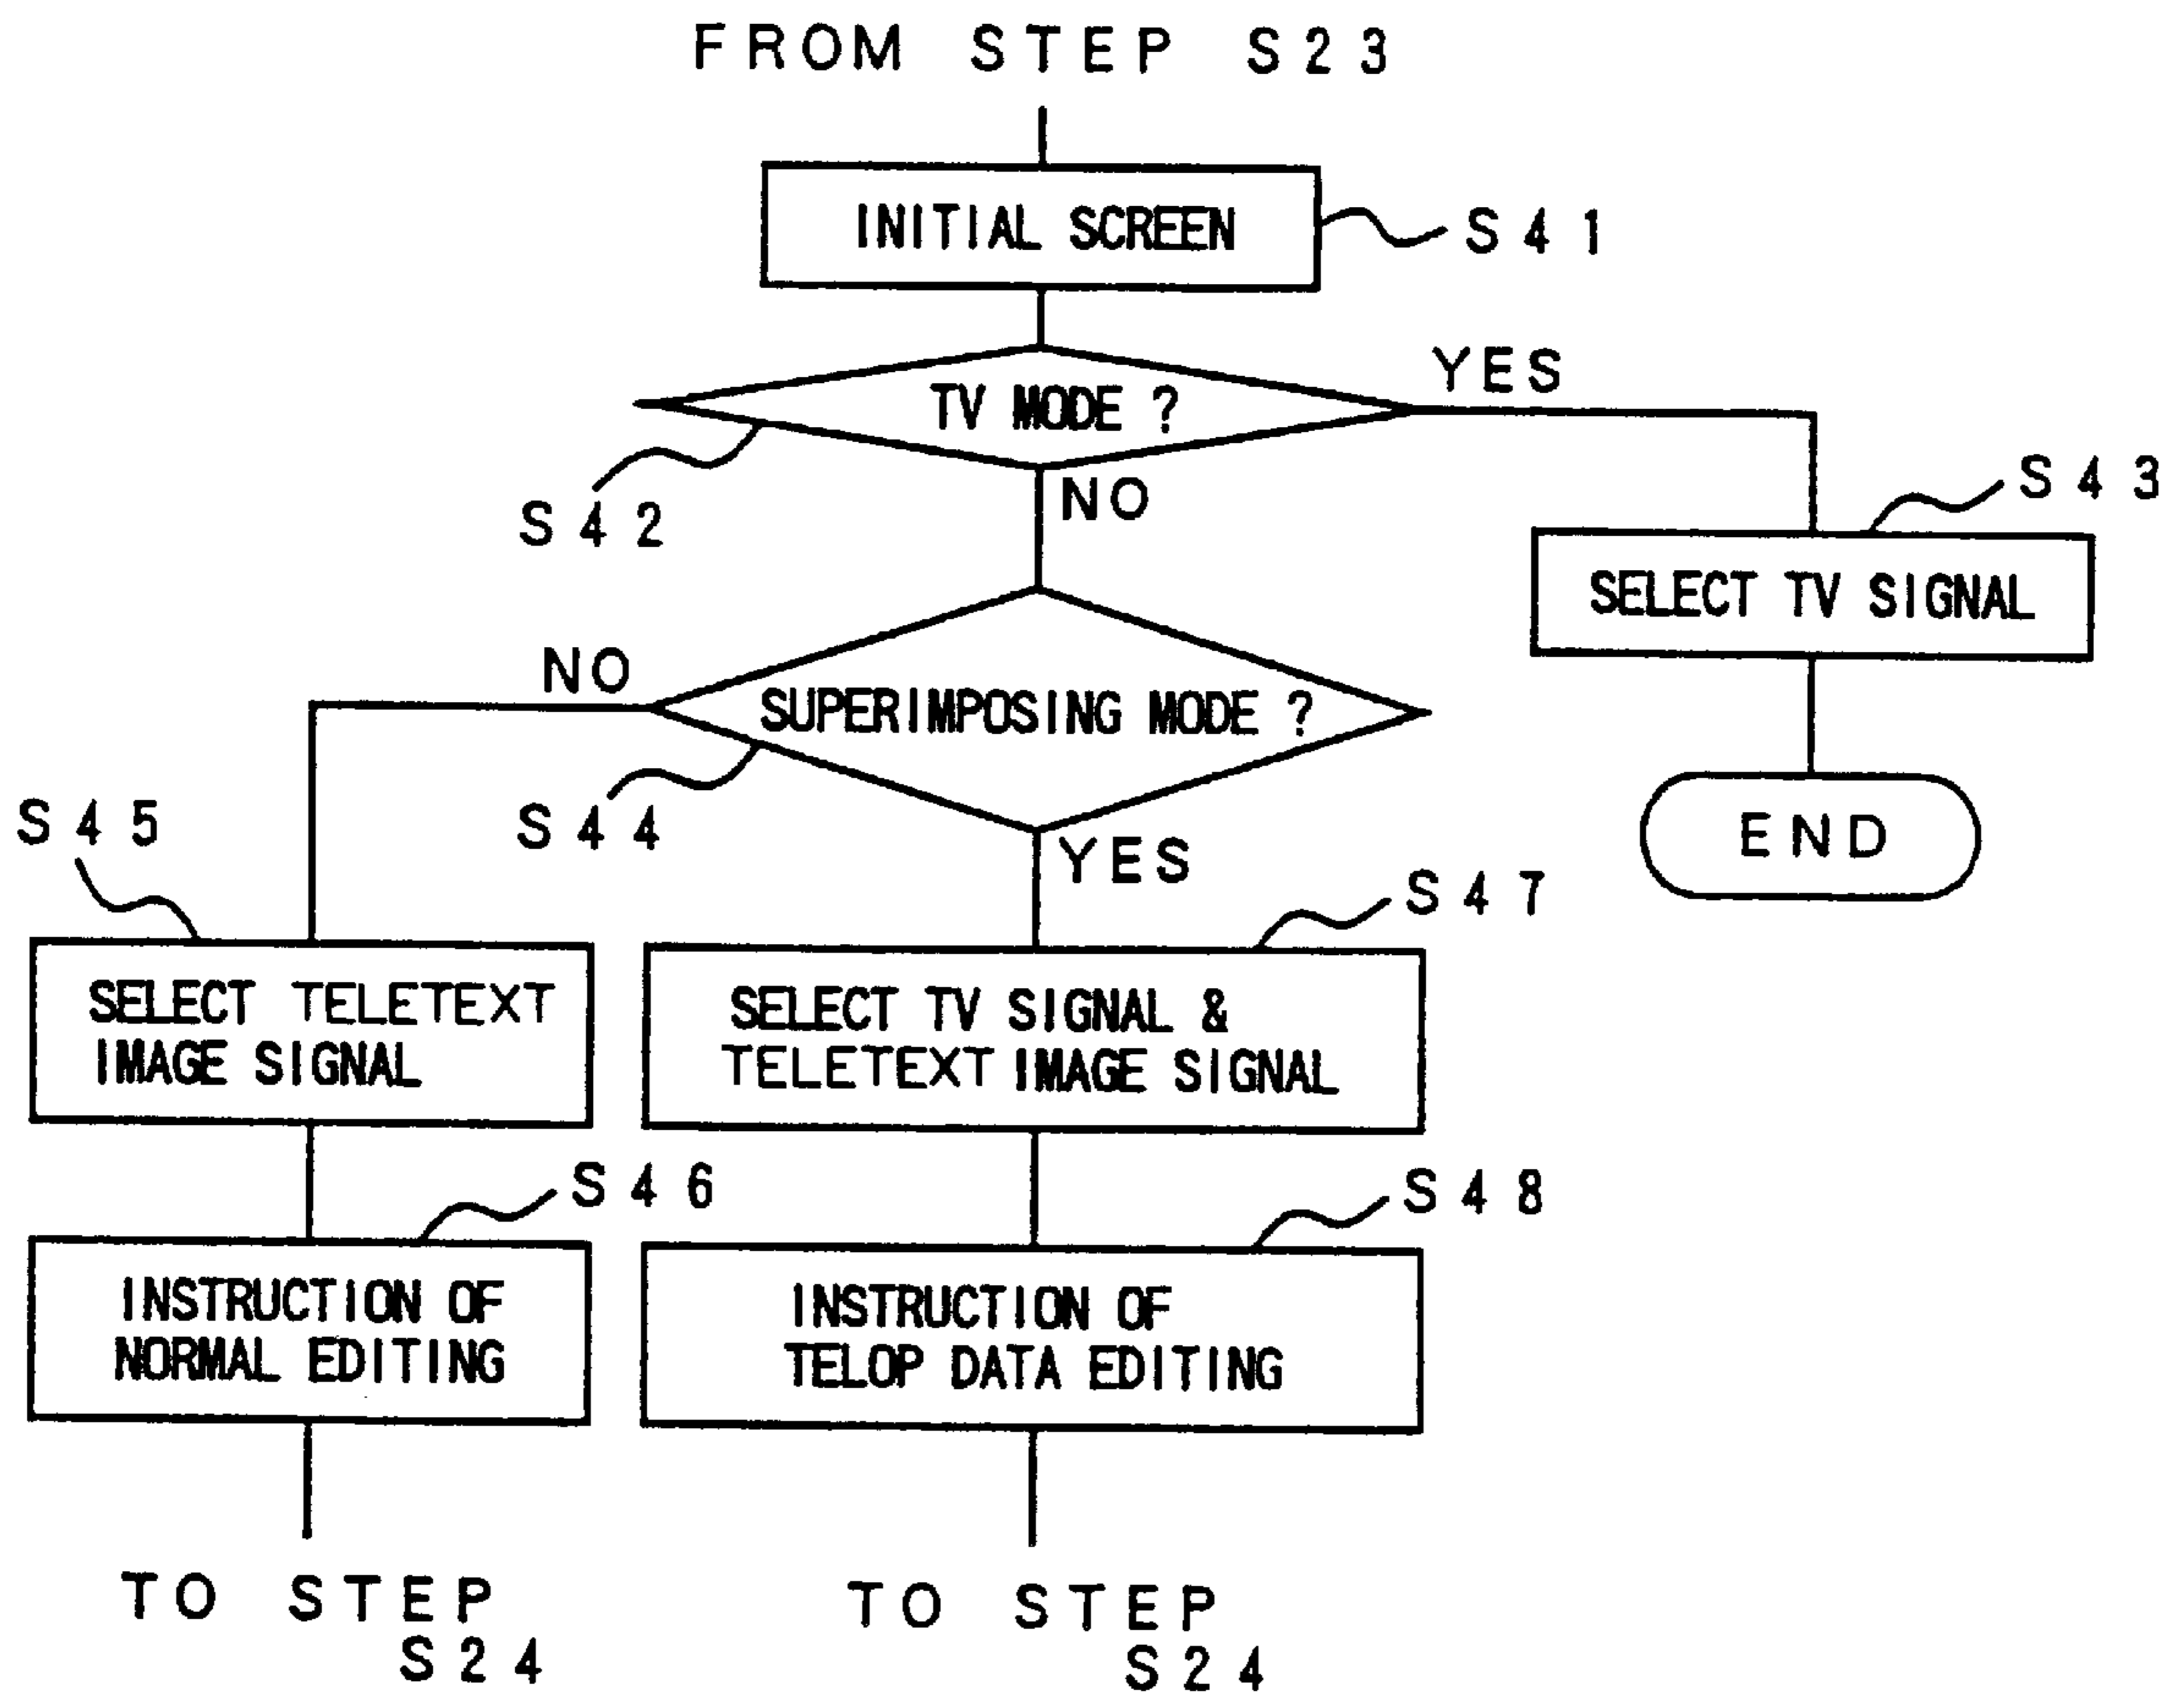 FROM STEP S23
INITIAL SCREEN
S41
TV MODE ?
YES
S42
NO
S43
SELECT TV SIGNAL
END
SUPERIMPOSING MODE ?
NO
S44
YES
S45
SELECT TELETEXT
IMAGE SIGNAL
S47
SELECT TV SIGNAL &
TELETEXT IMAGE SIGNAL
S46
INSTRUCTION OF
NORMAL EDITING
S48
INSTRUCTION OF
TELOP DATA EDITING
TO STEP
S24
TO STEP
S24